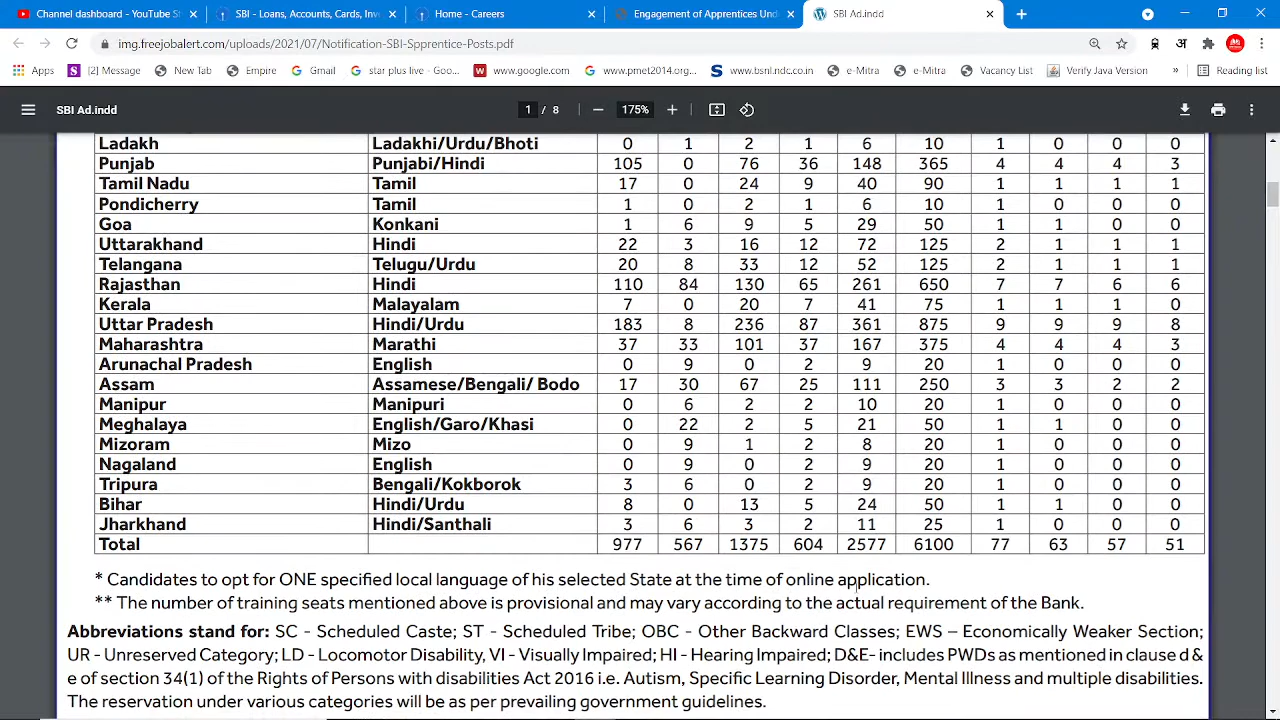 Channel dashboard - YouTube St
SBI - Loans, Accounts, Cards, Inv
Home - Careers
Engagement of Apprentices Und
SBI Ad.indd
img.freejobalert.com/uploads/2021/07/Notification-SBI-Spprentice-Posts.pdf
अ
Apps
[2] Message
New Tab
Empire
Gmail
star plus live - Goo...
www.google.com
www.pmet2014.org...
www.bsnl.ndc.co.in
e-Mitra
e-Mitra
Vacancy List
Verify Java Version
»
Reading list
SBI Ad.indd
1 / 8
175%
Ladakh Ladakhi/Urdu/Bhoti 0 1 2 1 6 10 1 0 0 0
Punjab Punjabi/Hindi 105 0 76 36 148 365 4 4 4 3
Tamil Nadu Tamil 17 0 24 9 40 90 1 1 1 1
Pondicherry Tamil 1 0 2 1 6 10 1 0 0 0
Goa Konkani 1 6 9 5 29 50 1 1 0 0
Uttarakhand Hindi 22 3 16 12 72 125 2 1 1 1
Telangana Telugu/Urdu 20 8 33 12 52 125 2 1 1 1
Rajasthan Hindi 110 84 130 65 261 650 7 7 6 6
Kerala Malayalam 7 0 20 7 41 75 1 1 1 0
Uttar Pradesh Hindi/Urdu 183 8 236 87 361 875 9 9 9 8
Maharashtra Marathi 37 33 101 37 167 375 4 4 4 3
Arunachal Pradesh English 0 9 0 2 9 20 1 0 0 0
Assam Assamese/Bengali/ Bodo 17 30 67 25 111 250 3 3 2 2
Manipur Manipuri 0 6 2 2 10 20 1 0 0 0
Meghalaya English/Garo/Khasi 0 22 2 5 21 50 1 1 0 0
Mizoram Mizo 0 9 1 2 8 20 1 0 0 0
Nagaland English 0 9 0 2 9 20 1 0 0 0
Tripura Bengali/Kokborok 3 6 0 2 9 20 1 0 0 0
Bihar Hindi/Urdu 8 0 13 5 24 50 1 1 0 0
Jharkhand Hindi/Santhali 3 6 3 2 11 25 1 0 0 0
Total 977 567 1375 604 2577 6100 77 63 57 51
* Candidates to opt for ONE specified local language of his selected State at the time of online application.
** The number of training seats mentioned above is provisional and may vary according to the actual requirement of the Bank.
Abbreviations stand for: SC - Scheduled Caste; ST - Scheduled Tribe; OBC - Other Backward Classes; EWS – Economically Weaker Section;
UR - Unreserved Category; LD - Locomotor Disability, VI - Visually Impaired; HI - Hearing Impaired; D&E- includes PWDs as mentioned in clause d &
e of section 34(1) of the Rights of Persons with disabilities Act 2016 i.e. Autism, Specific Learning Disorder, Mental Illness and multiple disabilities.
The reservation under various categories will be as per prevailing government guidelines.